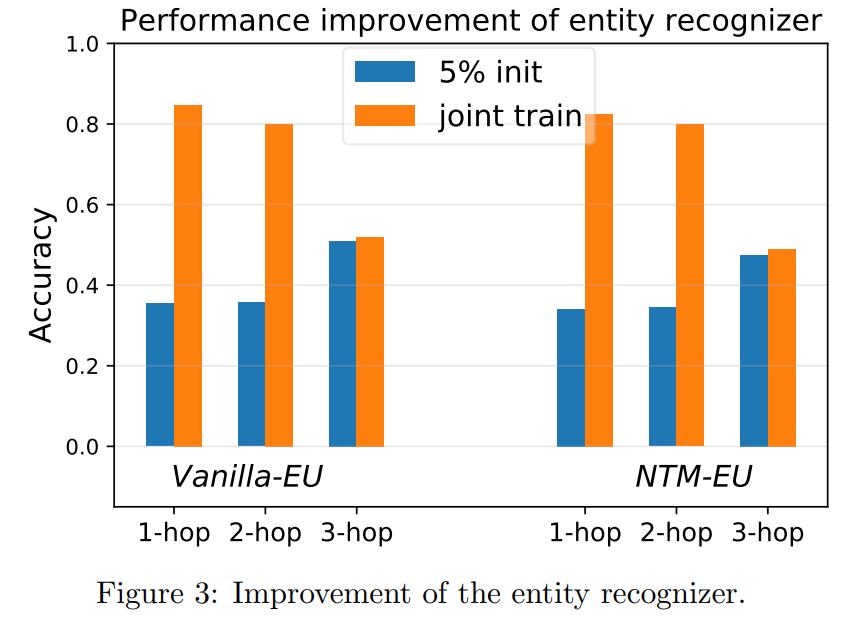 Performance improvement of entity recognizer
1.0
0.8
0.6
0.4
0.2
0.0
Accuracy
5% init
joint train
Vanilla-EU
NTM-EU
1-hop 2-hop 3-hop 1-hop 2-hop 3-hop
Figure 3: Improvement of the entity recognizer.